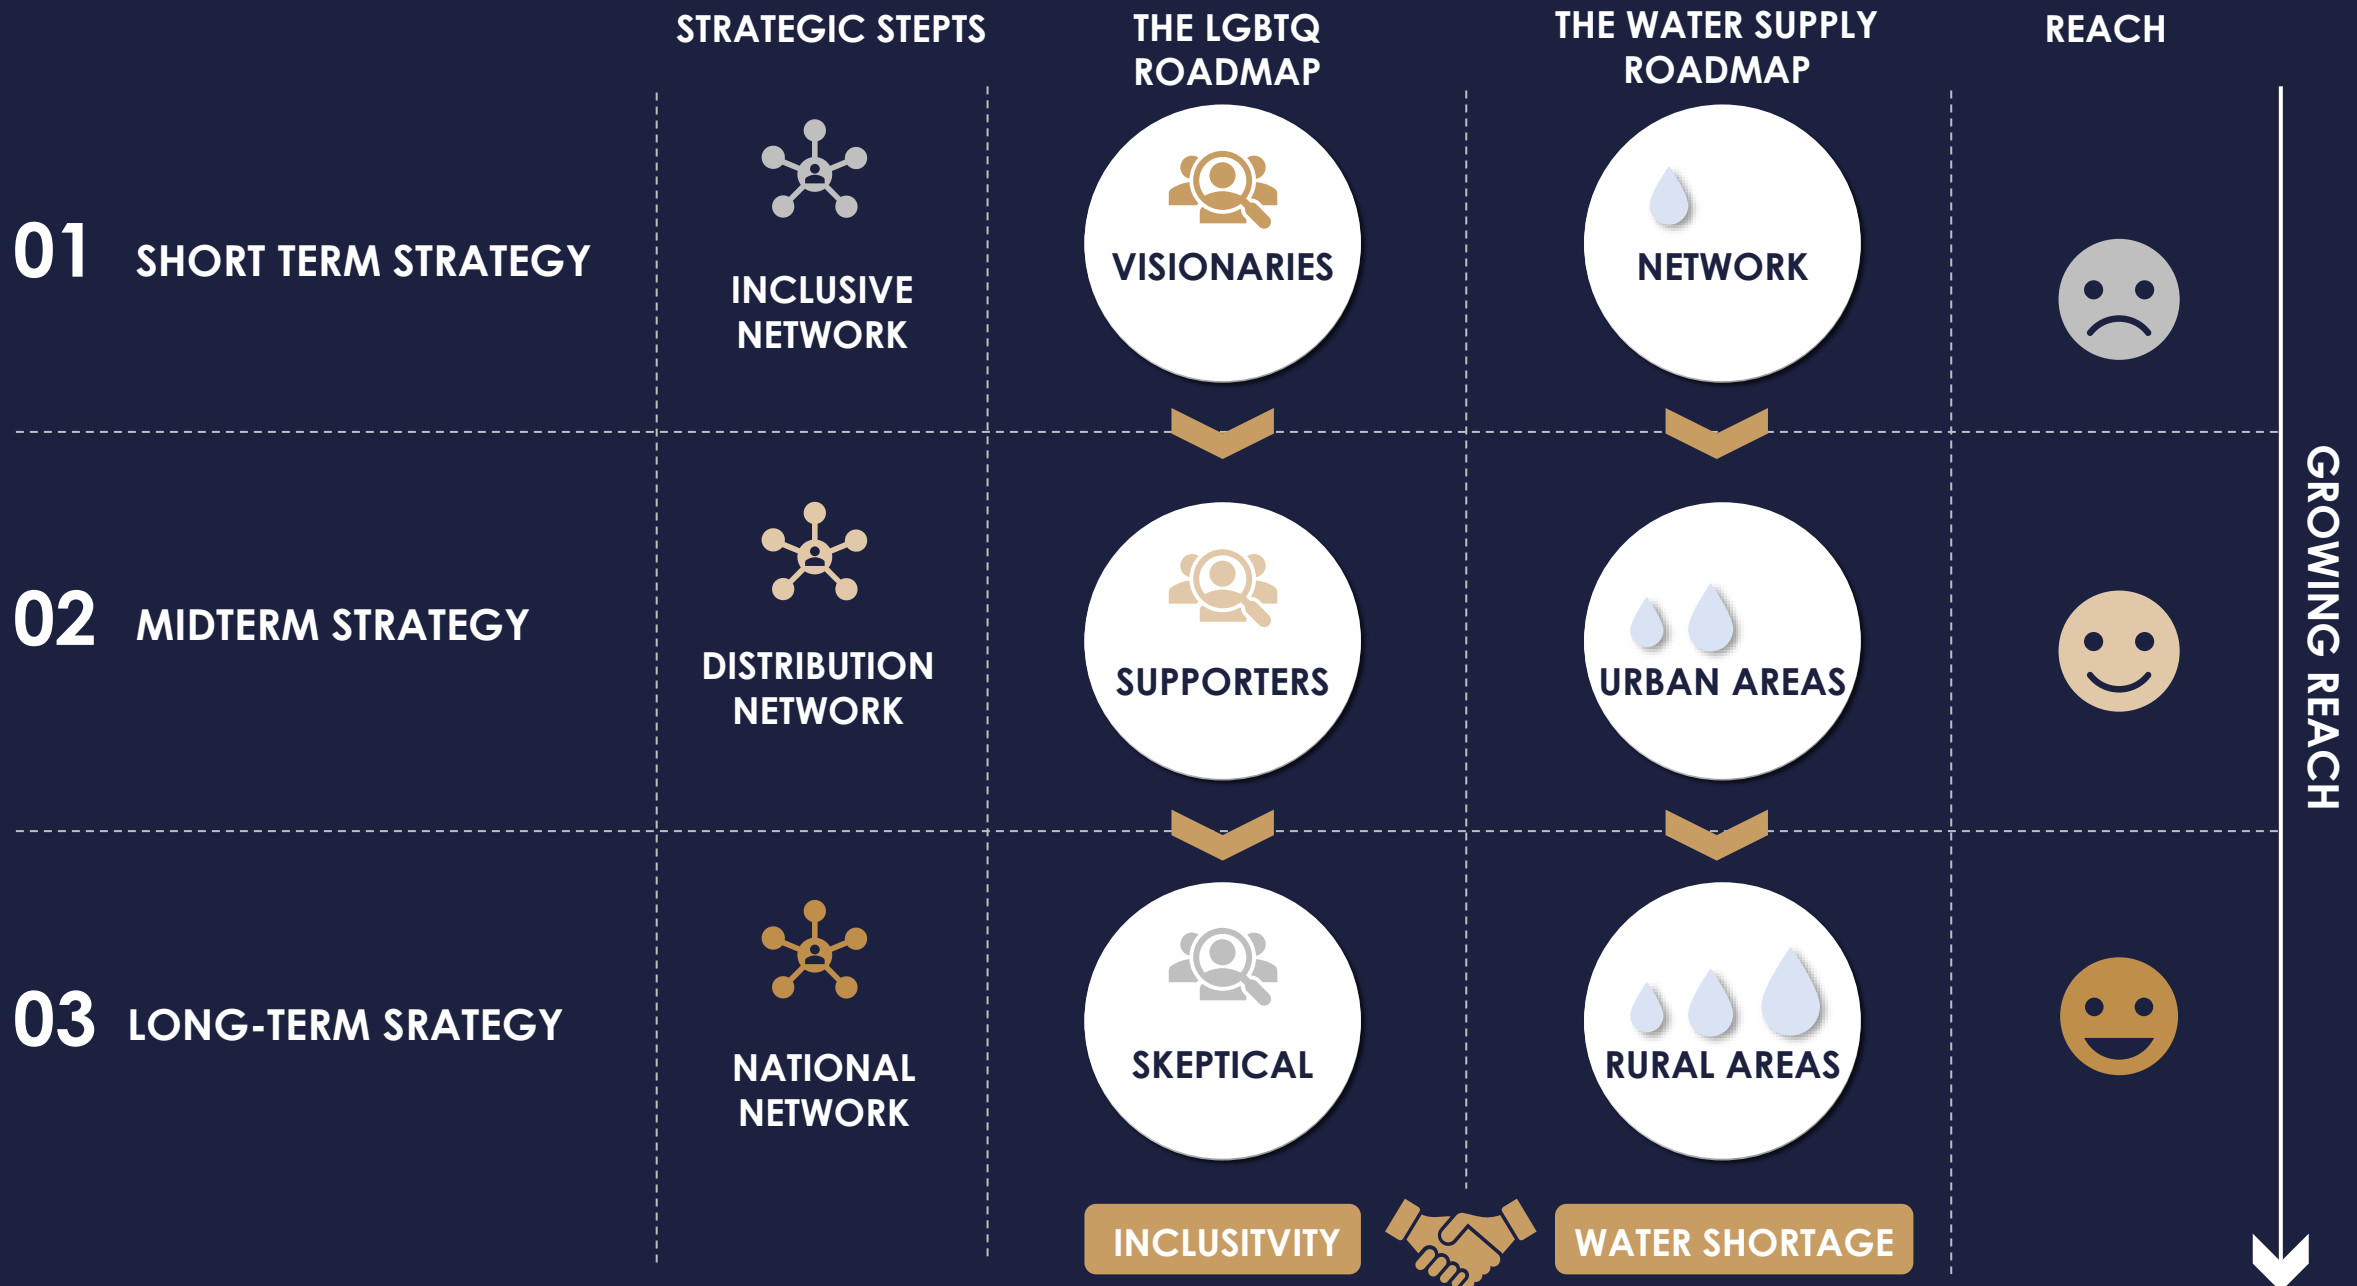 STRATEGIC STEPTS
THE LGBTQ
ROADMAP
THE WATER SUPPLY
ROADMAP
REACH
01
SHORT TERM STRATEGY
INCLUSIVE
NETWORK
VISIONARIES
NETWORK
02
MIDTERM STRATEGY
DISTRIBUTION
NETWORK
SUPPORTERS
URBAN AREAS
03
LONG-TERM SRATEGY
NATIONAL
NETWORK
SKEPTICAL
RURAL AREAS
INCLUSITVITY
WATER SHORTAGE
GROWING REACH